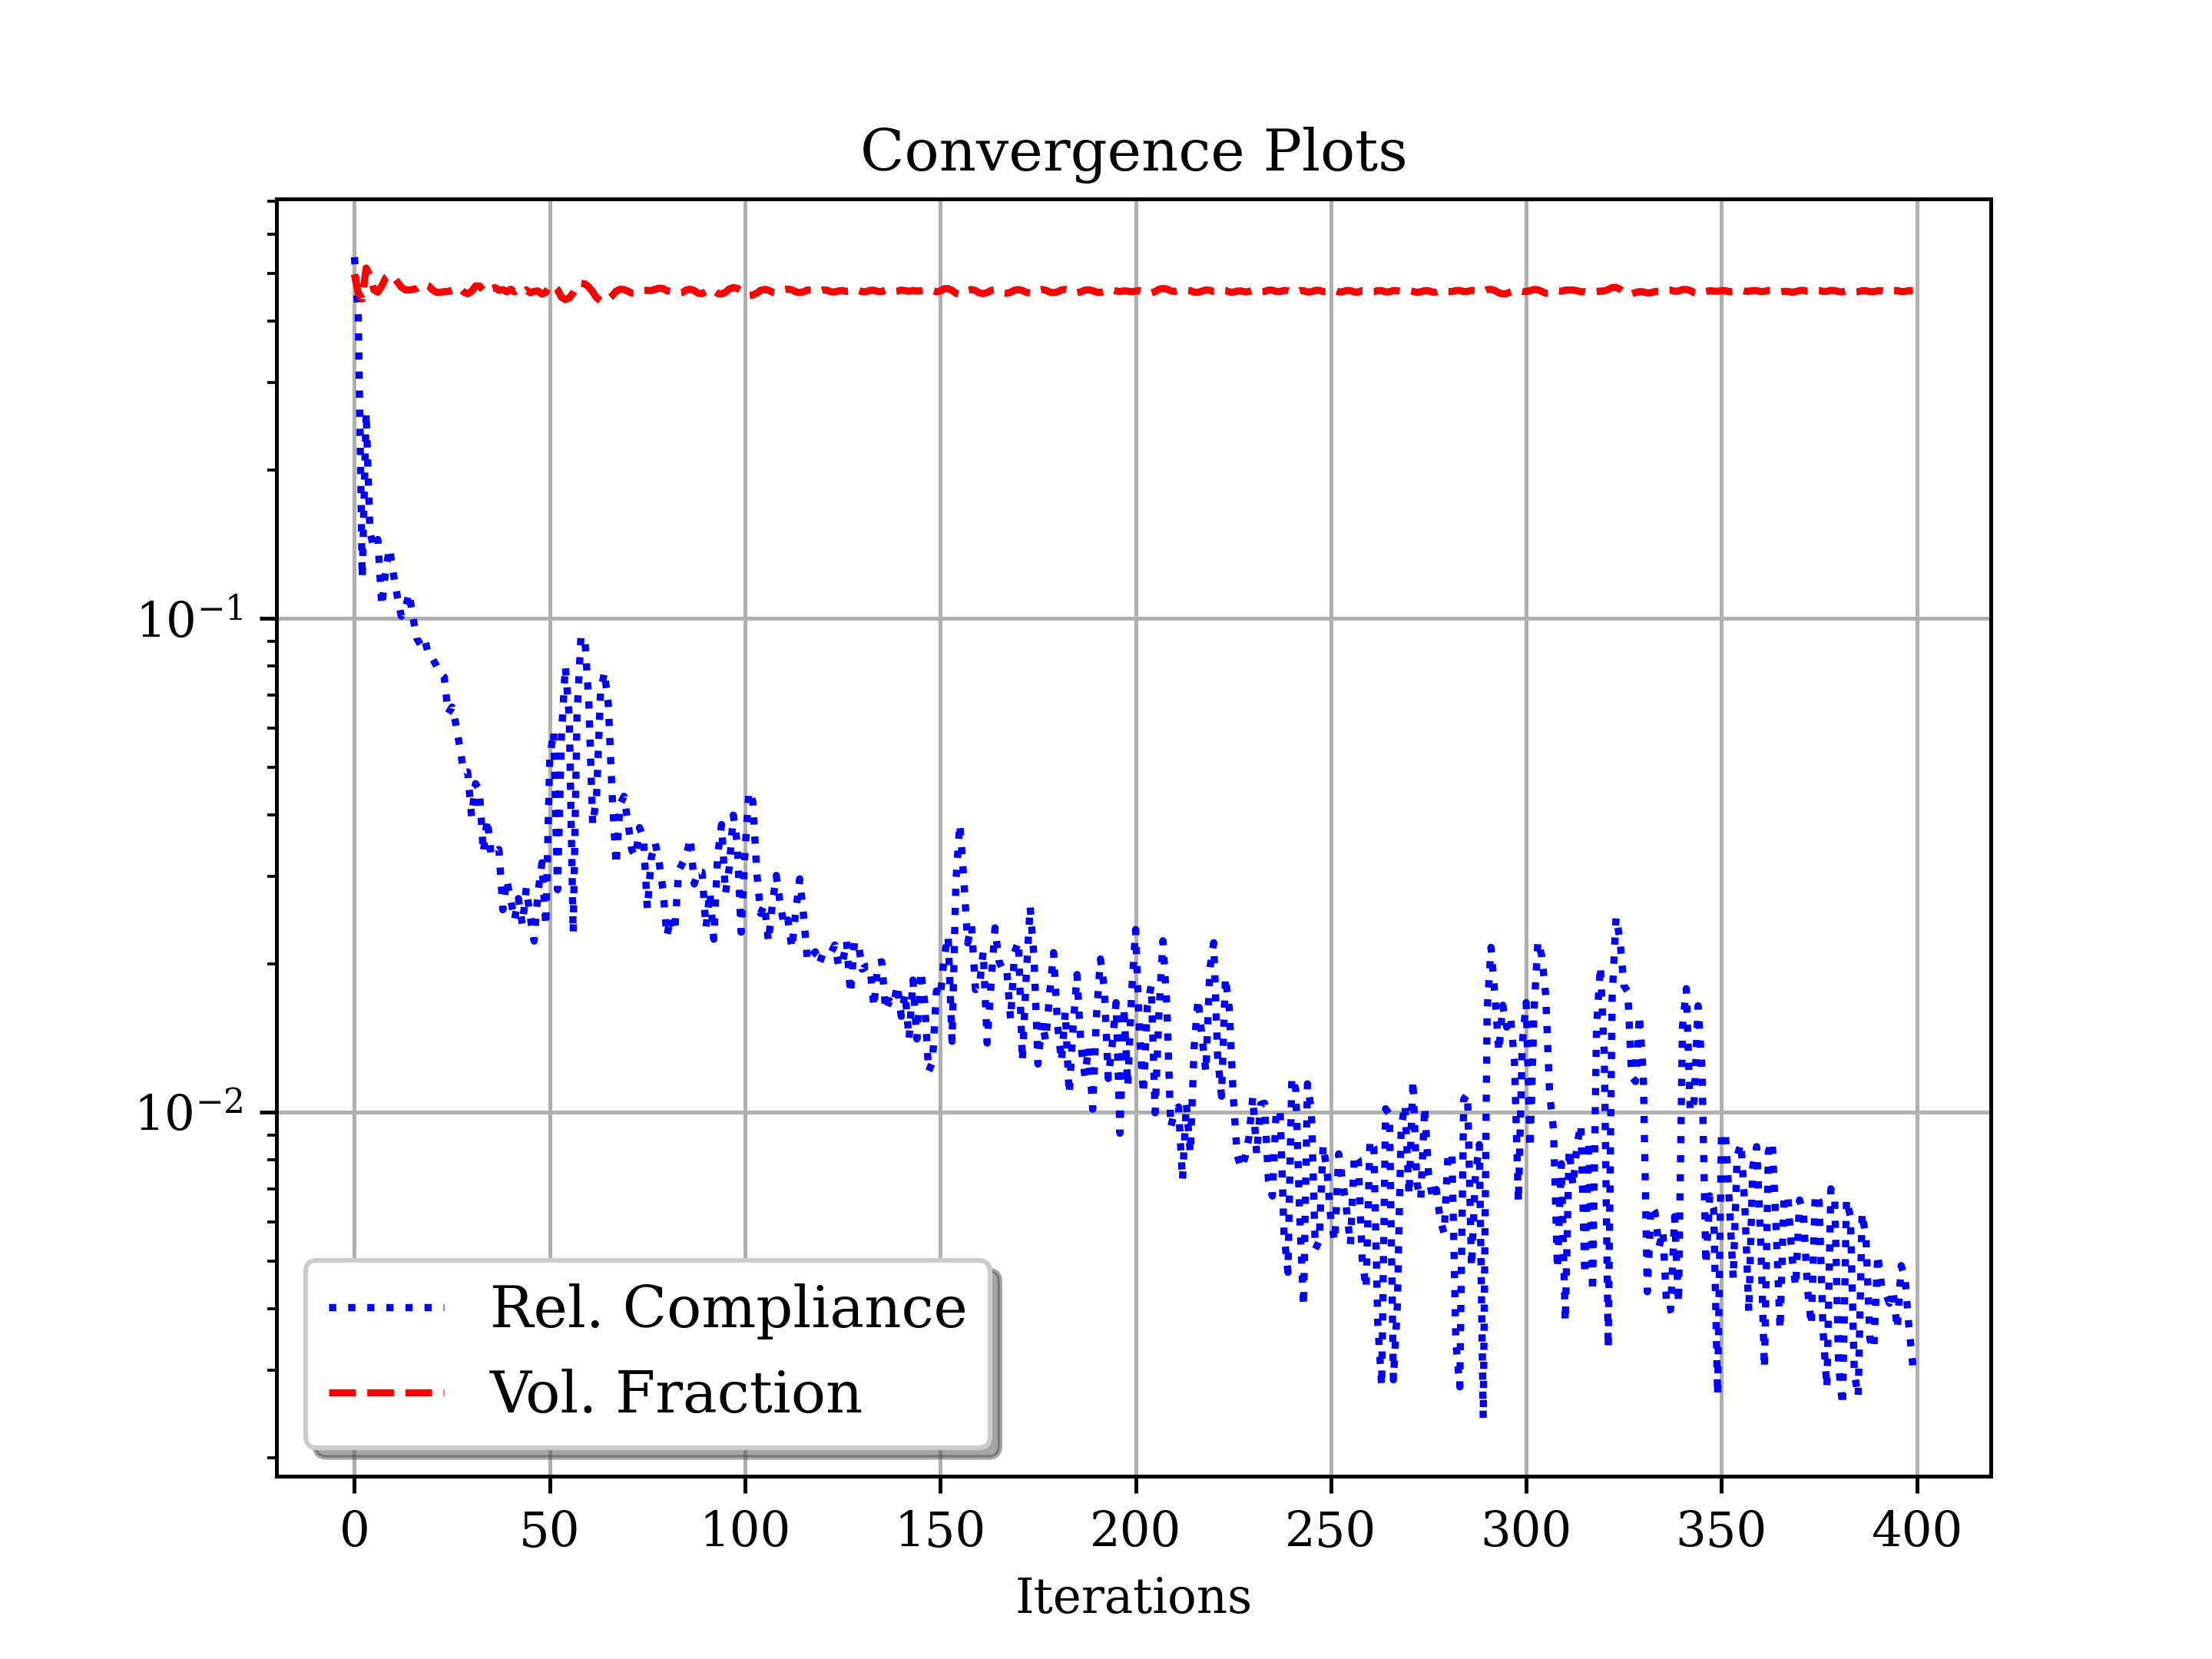 Convergence Plots
10⁻¹
10⁻²
Rel. Compliance
Vol. Fraction
0 50 100 150 200 250 300 350 400
Iterations